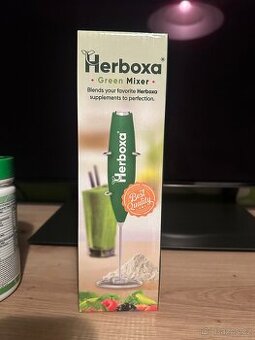 Herboxa®
Green Mixer
Blends your favorite Herboxa
supplements to perfection.
Herboxa
Best
Quality